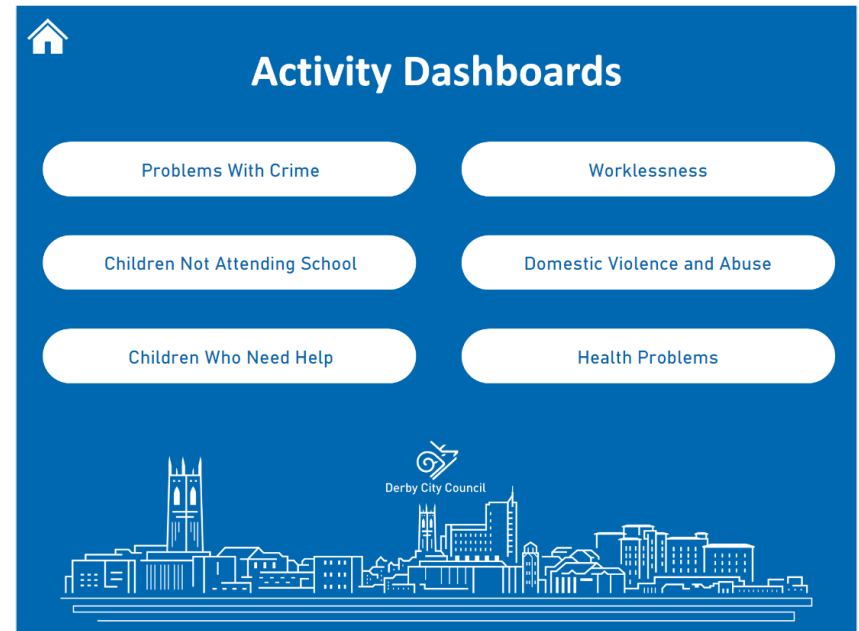 Activity Dashboards
Problems With Crime
Worklessness
Children Not Attending School
Domestic Violence and Abuse
Children Who Need Help
Health Problems
Derby City Council